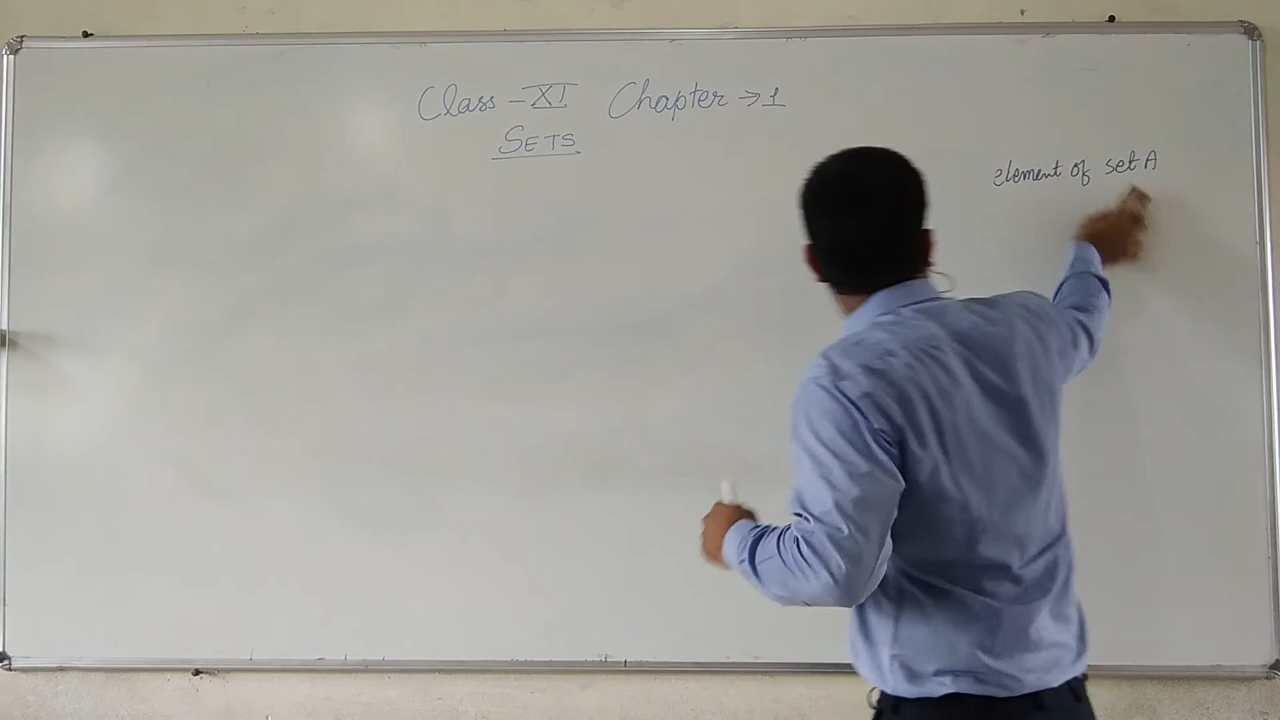 Class - XI Chapter → 1
SETS
element of set A